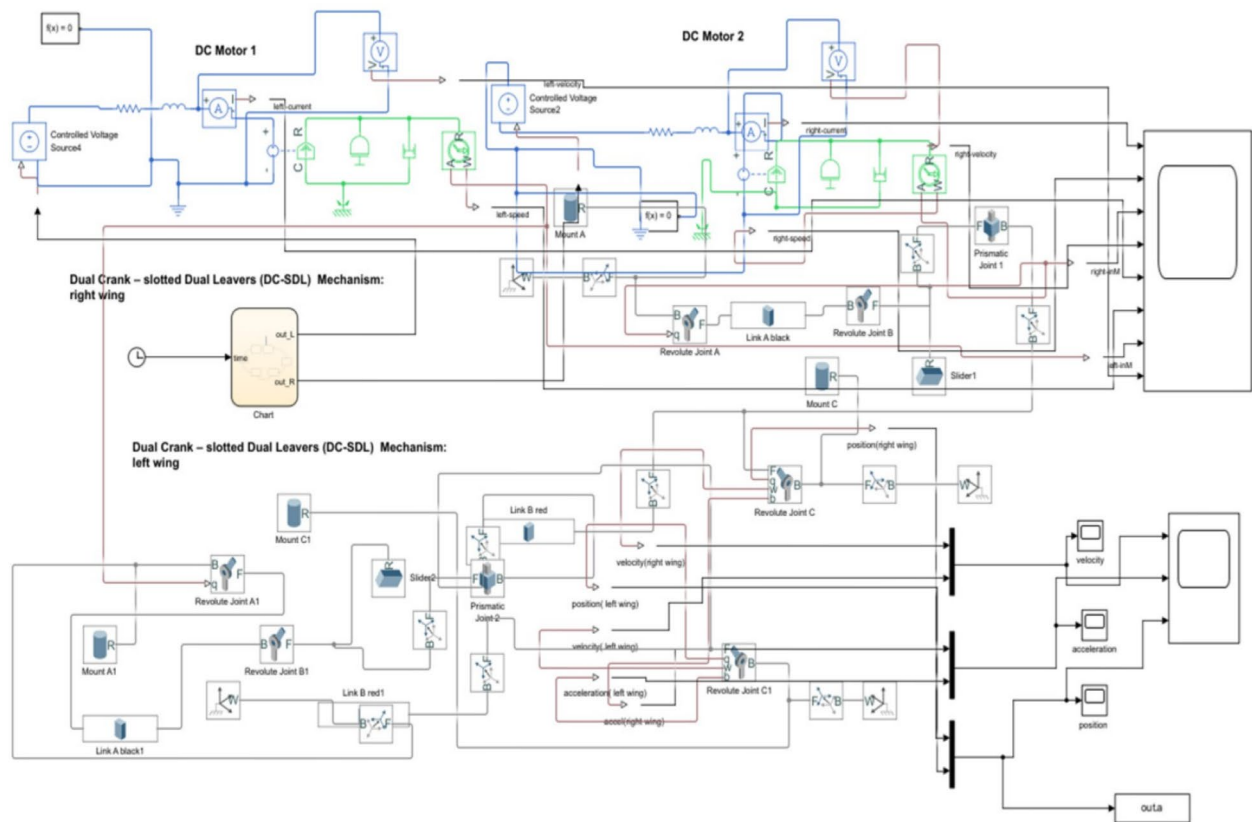 f(x) = 0
DC Motor 1
DC Motor 2
V
V
left-velocity
Controlled Voltage
Source2
A
I
left-current
Controlled Voltage
Source4
A
I
right-current
R
C
R
A
W
R
C
R
A
W
right-velocity
left-speed
Mount A
R
f(x) = 0
right-speed
F
B
Prismatic
Joint 1
Dual Crank – slotted Dual Leavers (DC-SDL) Mechanism:
right wing
W
B
F
right-inM
B
q
F
Revolute Joint A
Link A black
B
F
Revolute Joint B
out_L
time
out_R
Chart
R
Mount C
R
Slider1
left-inM
Dual Crank – slotted Dual Leavers (DC-SDL) Mechanism:
left wing
position(right wing)
F
q
w
b
B
Revolute Joint C
F
B
W
Link B red
R
Mount C1
velocity(right wing)
velocity
B
q
F
Revolute Joint A1
R
Slider2
F
B
Prismatic
Joint 2
position( left wing)
R
Mount A1
B
F
Revolute Joint B1
velocity( left wing)
acceleration
F
q
w
b
B
Revolute Joint C1
acceleration( left wing)
accel(right wing)
W
Link B red1
B
F
F
B
W
position
Link A black1
outa